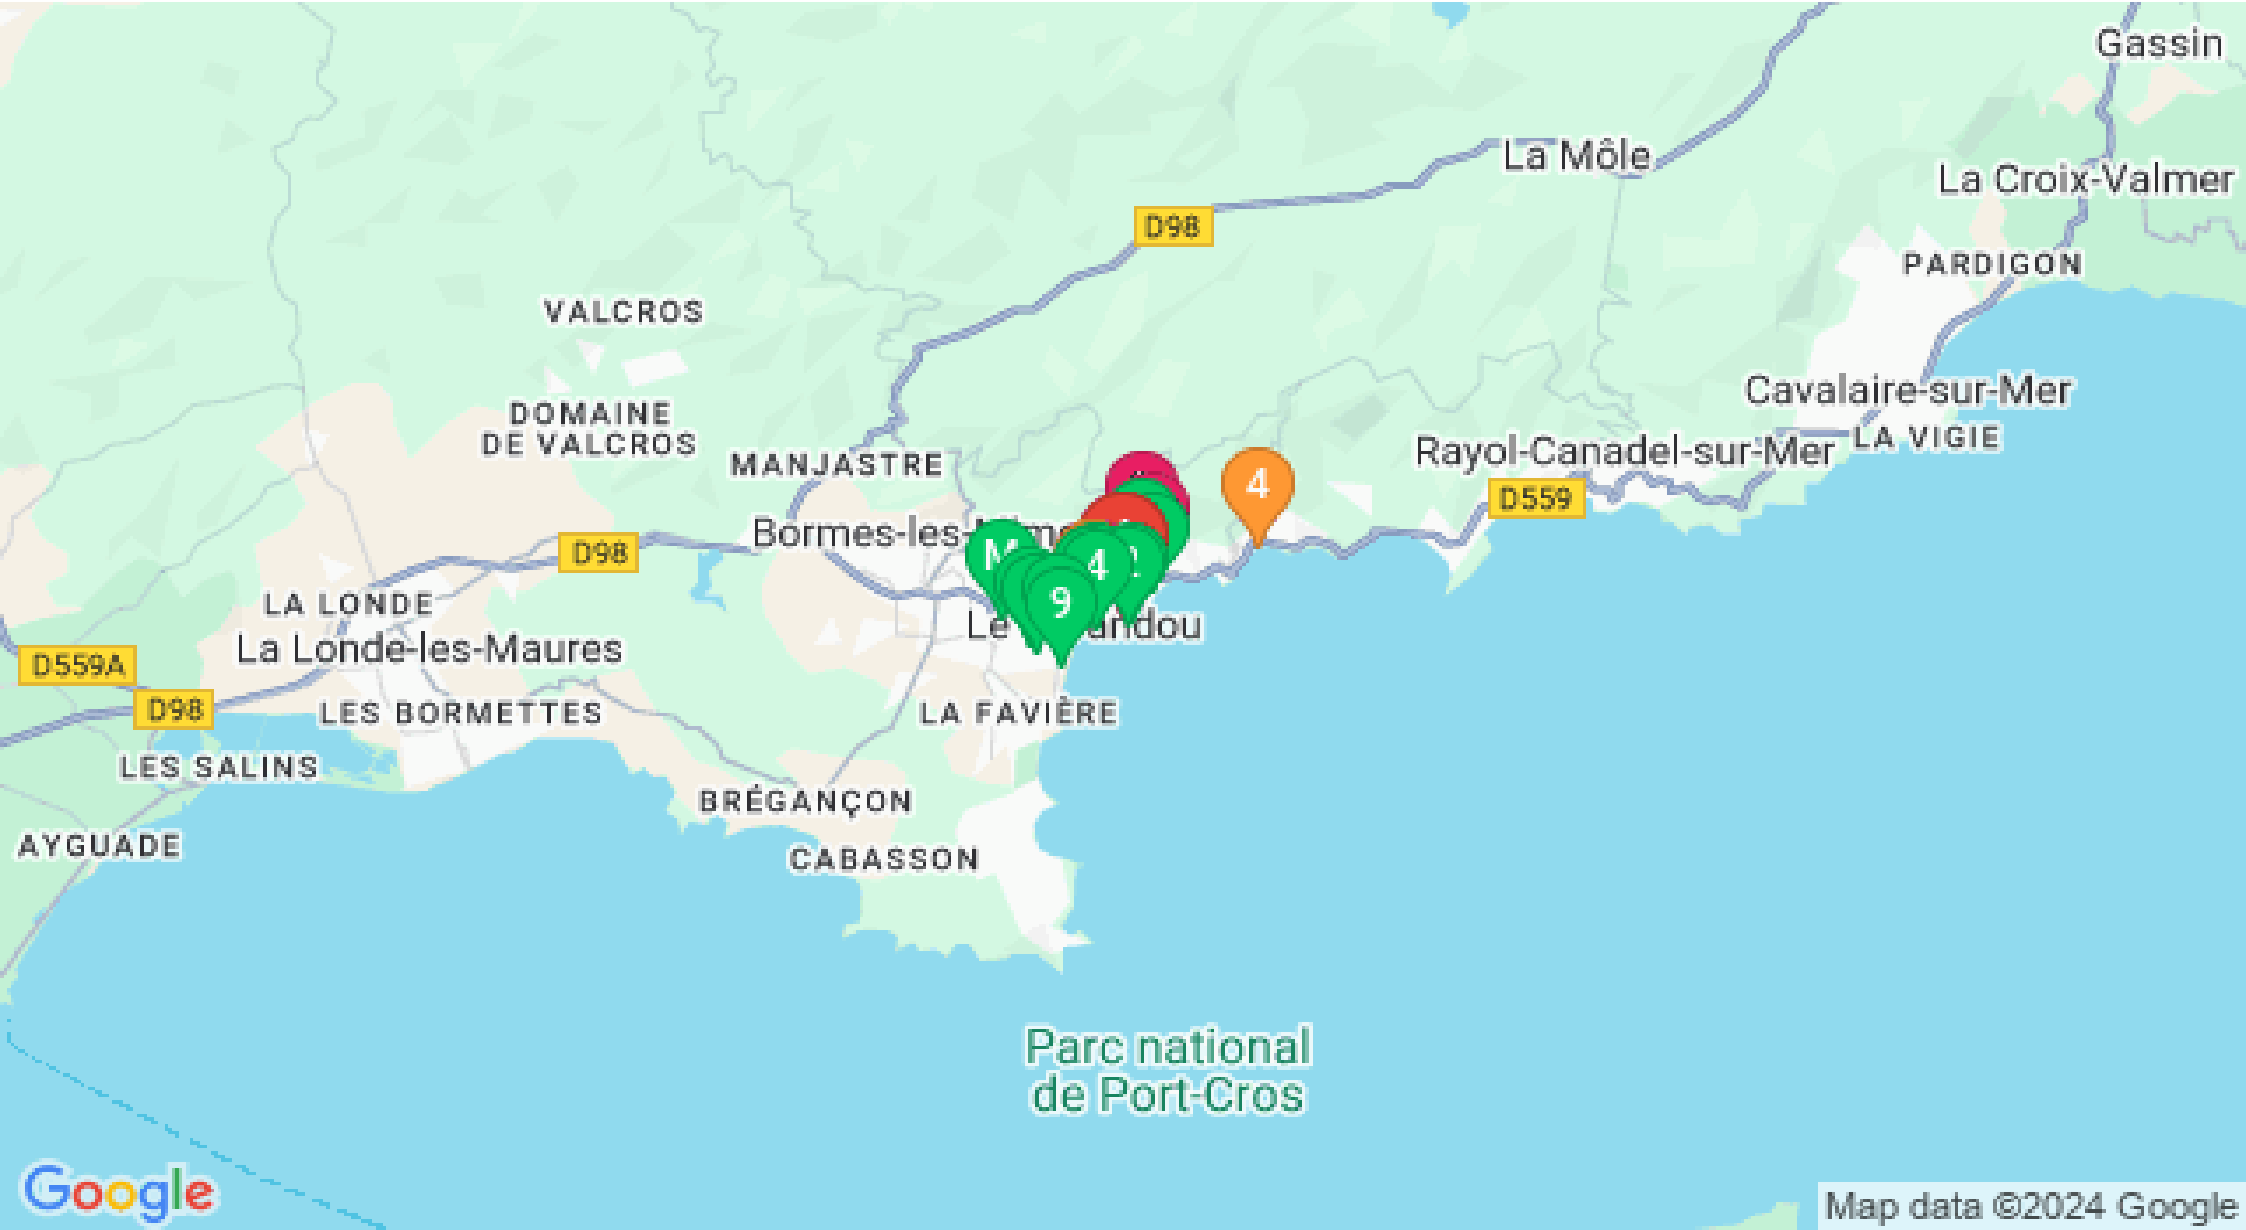 Gassin
La Môle
La Croix-Valmer
D98
PARDIGON
VALCROS
Cavalaire-sur-Mer
DOMAINE
DE VALCROS
LA VIGIE
MANJASTRE
Rayol-Canadel-sur-Mer
4
D559
Bormes-les-
D98
M
4
2
9
LA LONDE
Le
La Londe-les-Maures
D559A
D98
LES BORMETTES
LA FAVIÈRE
LES SALINS
BRÉGANÇON
AYGUADE
CABASSON
Parc national
de Port-Cros
Google
Map data ©2024 Google